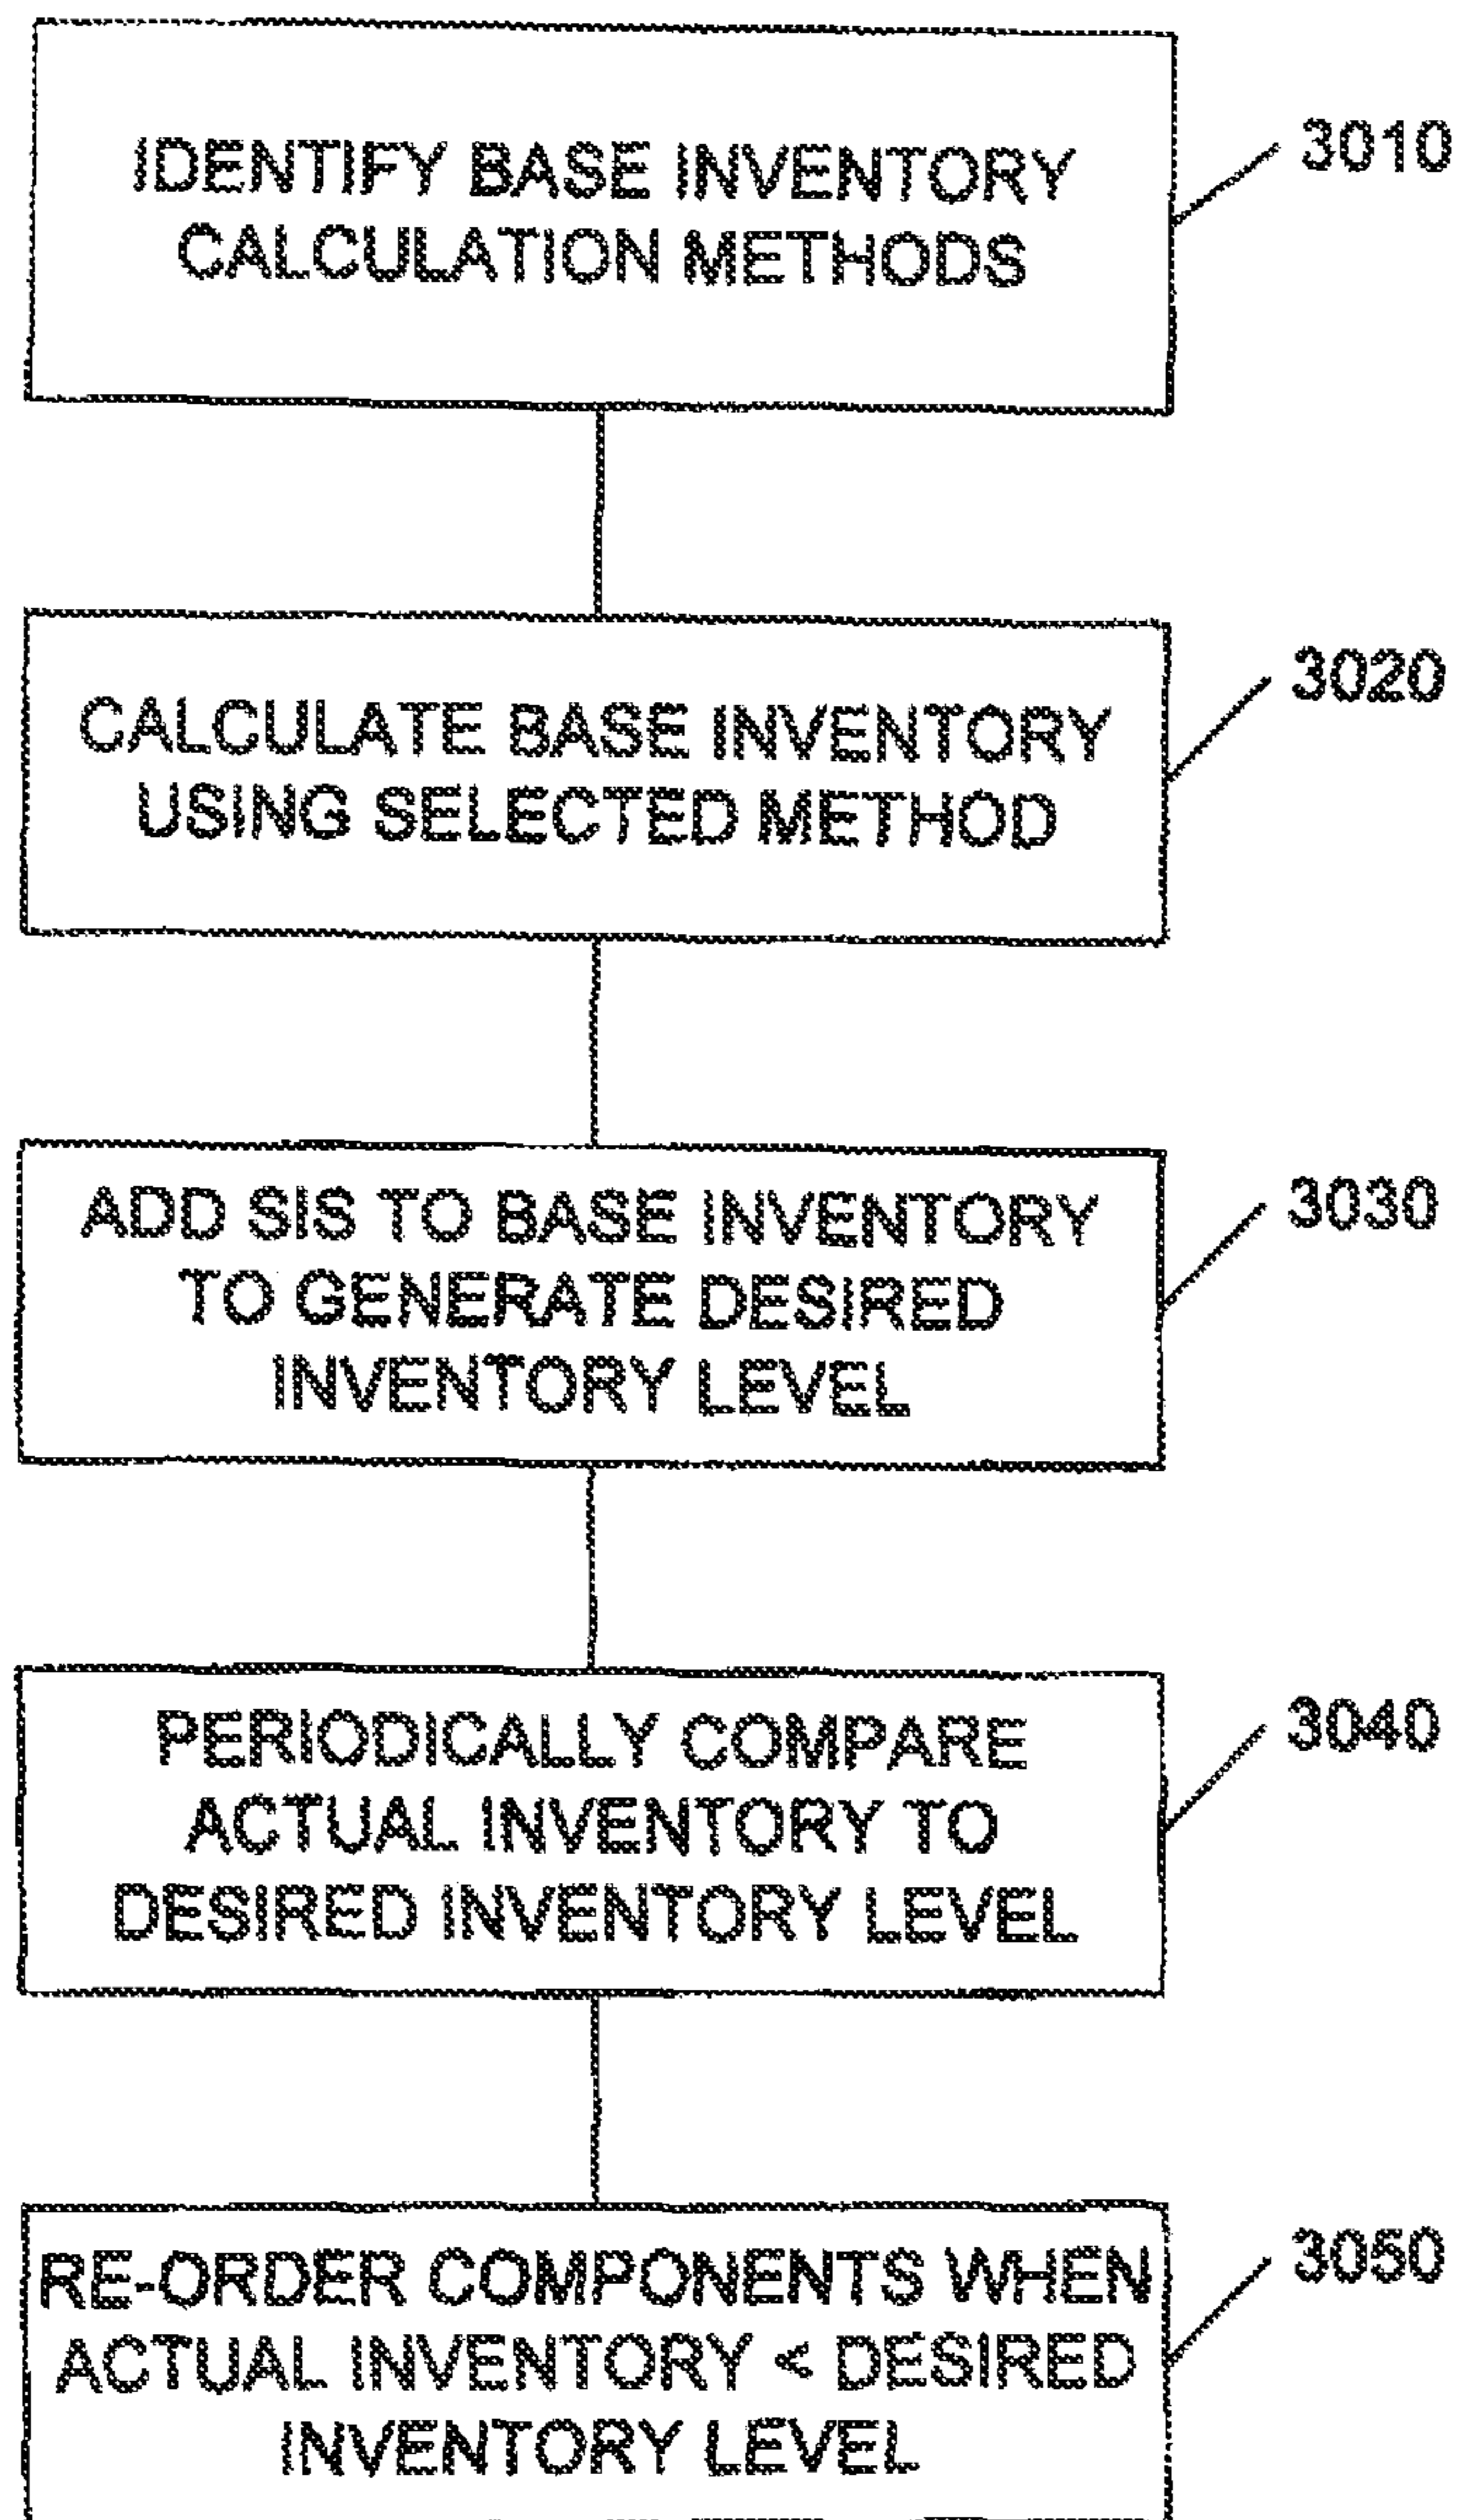 IDENTIFY BASE INVENTORY
CALCULATION METHODS
3010
CALCULATE BASE INVENTORY
USING SELECTED METHOD
3020
ADD SIS TO BASE INVENTORY
TO GENERATE DESIRED
INVENTORY LEVEL
3030
PERIODICALLY COMPARE
ACTUAL INVENTORY TO
DESIRED INVENTORY LEVEL
3040
RE-ORDER COMPONENTS WHEN
ACTUAL INVENTORY < DESIRED
INVENTORY LEVEL
3050